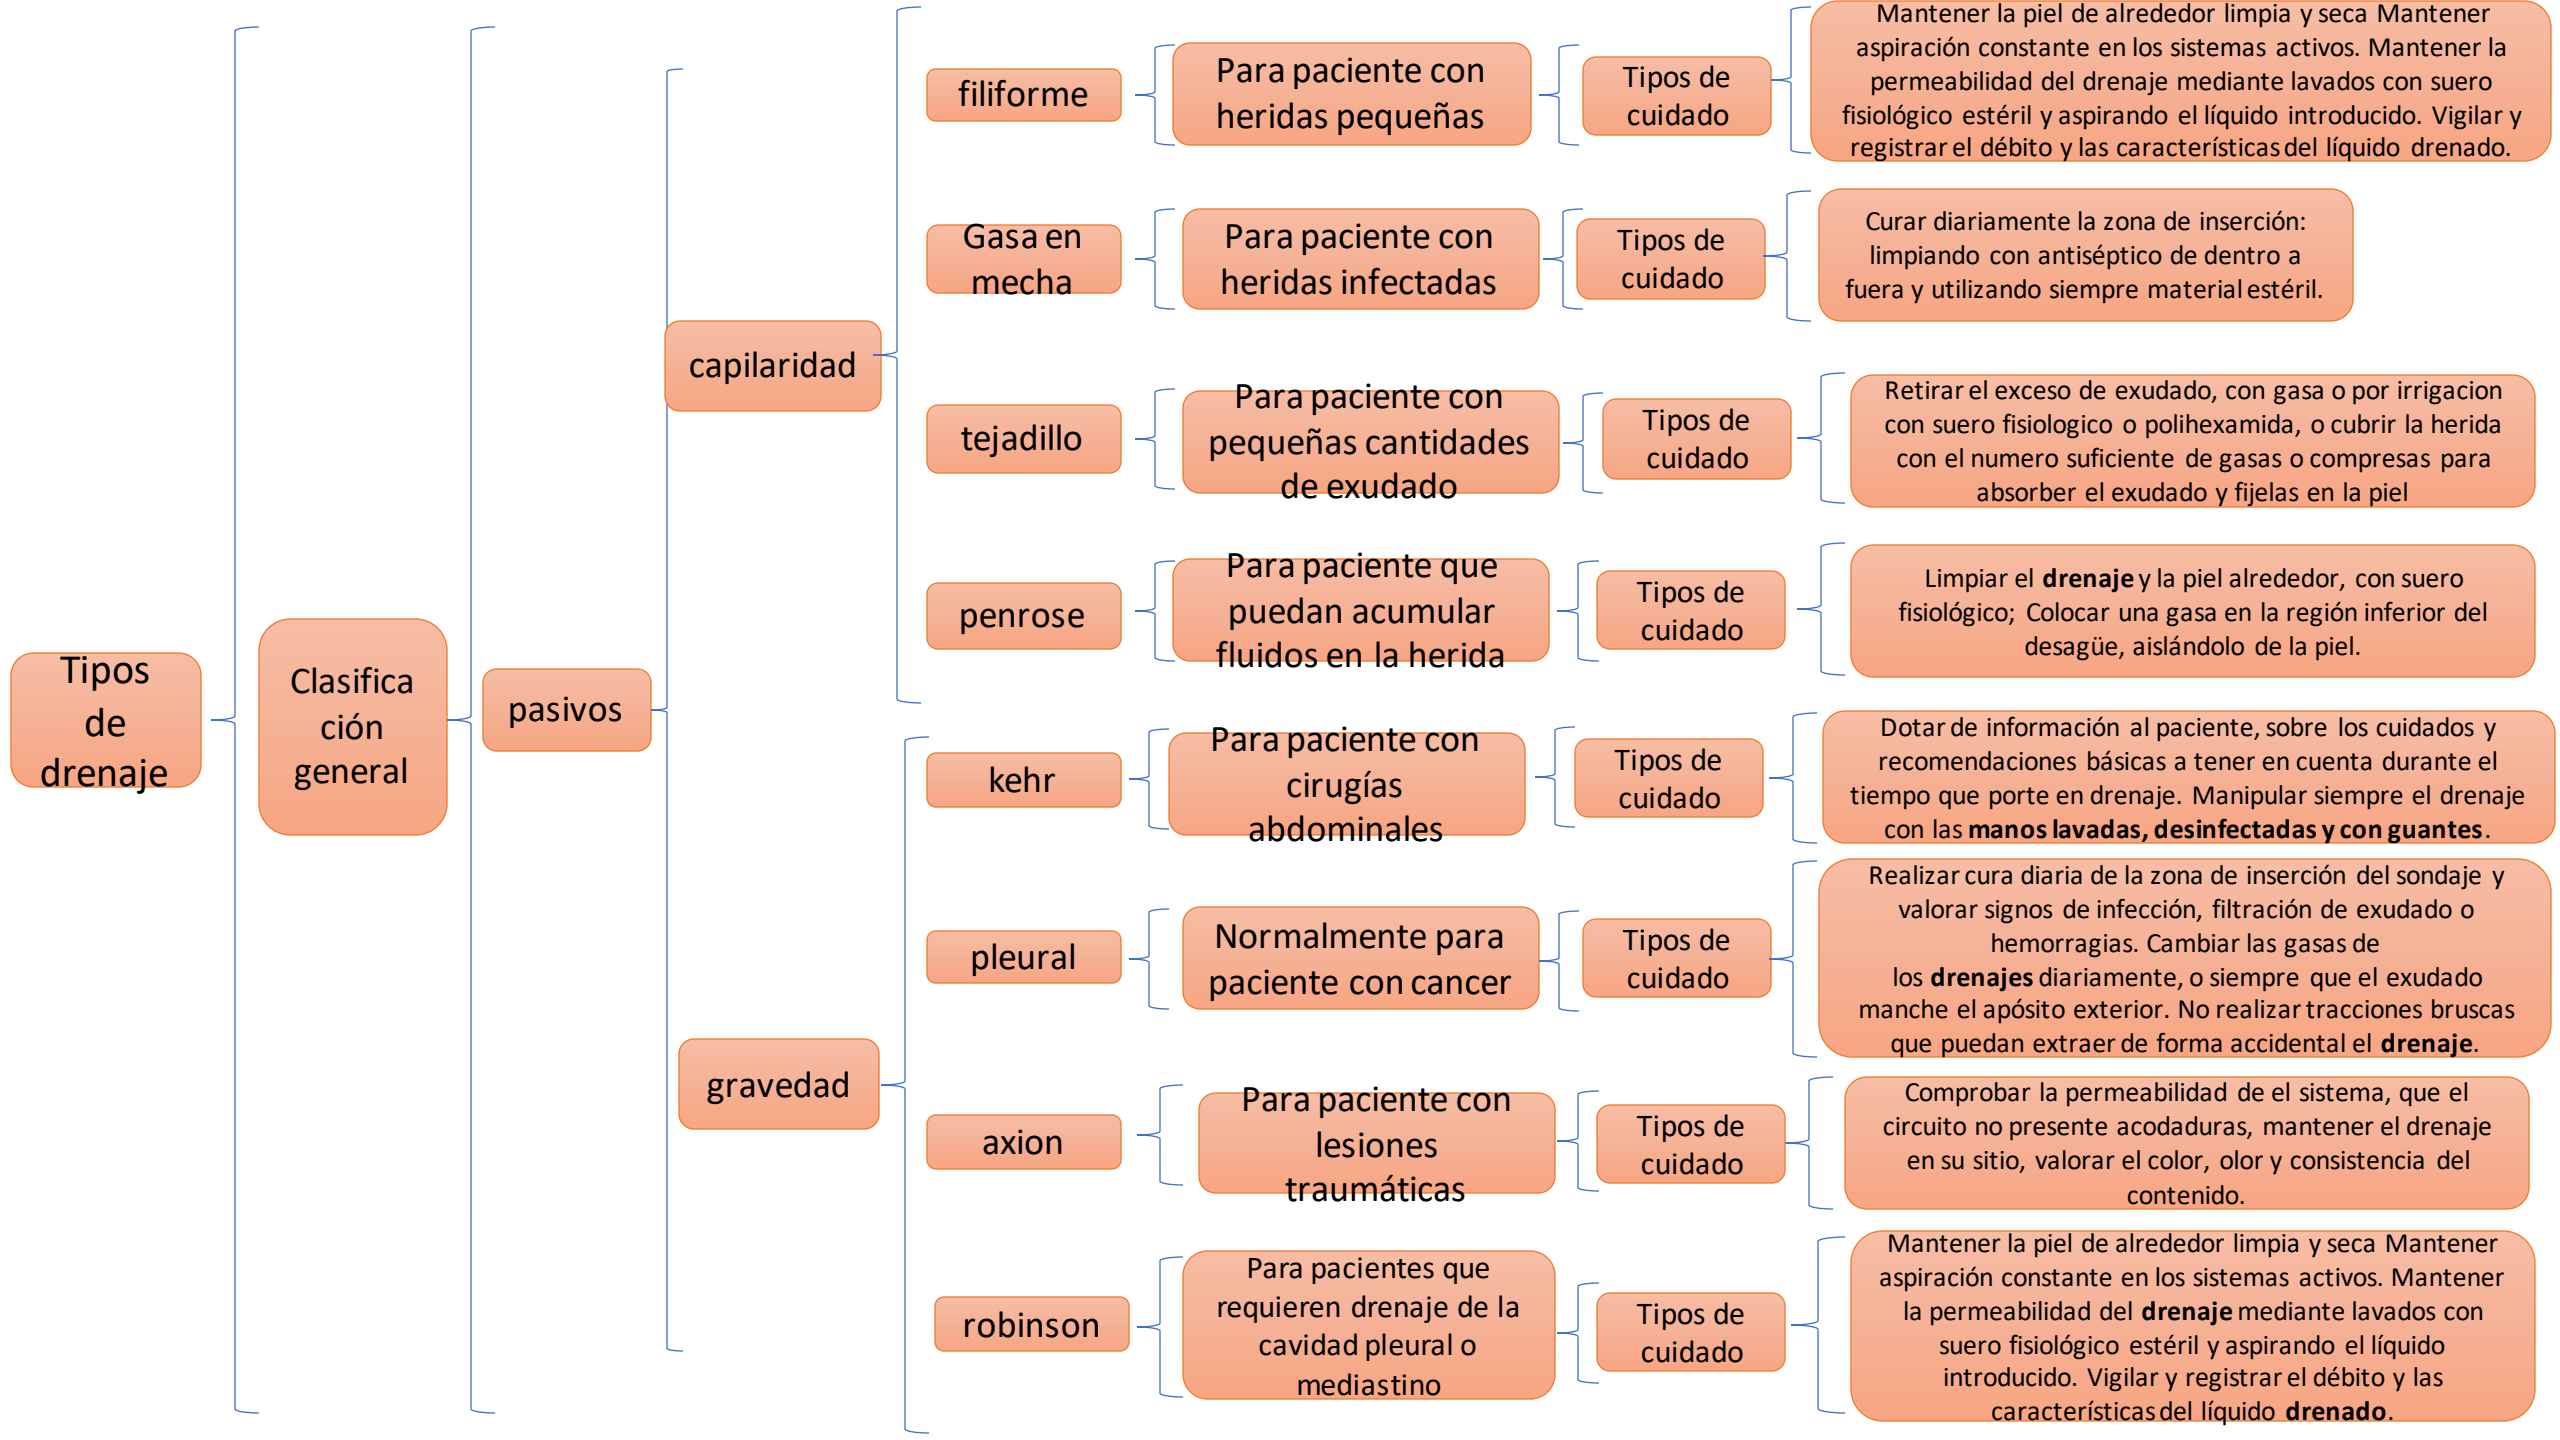 Tipos
de
drenaje
Clasifica
ción
general
pasivos
capilaridad
filiforme
Para paciente con
heridas pequeñas
Tipos de
cuidado
Mantener la piel de alrededor limpia y seca Mantener
aspiración constante en los sistemas activos. Mantener la
permeabilidad del drenaje mediante lavados con suero
fisiológico estéril y aspirando el líquido introducido. Vigilar y
registrar el débito y las características del líquido drenado.
Gasa en
mecha
Para paciente con
heridas infectadas
Tipos de
cuidado
Curar diariamente la zona de inserción:
limpiando con antiséptico de dentro a
fuera y utilizando siempre material estéril.
tejadillo
Para paciente con
pequeñas cantidades
de exudado
Tipos de
cuidado
Retirar el exceso de exudado, con gasa o por irrigacion
con suero fisiologico o polihexamida, o cubrir la herida
con el numero suficiente de gasas o compresas para
absorber el exudado y fijelas en la piel
penrose
Para paciente que
puedan acumular
fluidos en la herida
Tipos de
cuidado
Limpiar el drenaje y la piel alrededor, con suero
fisiológico; Colocar una gasa en la región inferior del
desagüe, aislándolo de la piel.
gravedad
kehr
Para paciente con
cirugías
abdominales
Tipos de
cuidado
Dotar de información al paciente, sobre los cuidados y
recomendaciones básicas a tener en cuenta durante el
tiempo que porte en drenaje. Manipular siempre el drenaje
con las manos lavadas, desinfectadas y con guantes.
pleural
Normalmente para
paciente con cancer
Tipos de
cuidado
Realizar cura diaria de la zona de inserción del sondaje y
valorar signos de infección, filtración de exudado o
hemorragias. Cambiar las gasas de
los drenajes diariamente, o siempre que el exudado
manche el apósito exterior. No realizar tracciones bruscas
que puedan extraer de forma accidental el drenaje.
axion
Para paciente con
lesiones
traumáticas
Tipos de
cuidado
Comprobar la permeabilidad de el sistema, que el
circuito no presente acodaduras, mantener el drenaje
en su sitio, valorar el color, olor y consistencia del
contenido.
robinson
Para pacientes que
requieren drenaje de la
cavidad pleural o
mediastino
Tipos de
cuidado
Mantener la piel de alrededor limpia y seca Mantener
aspiración constante en los sistemas activos. Mantener
la permeabilidad del drenaje mediante lavados con
suero fisiológico estéril y aspirando el líquido
introducido. Vigilar y registrar el débito y las
características del líquido drenado.